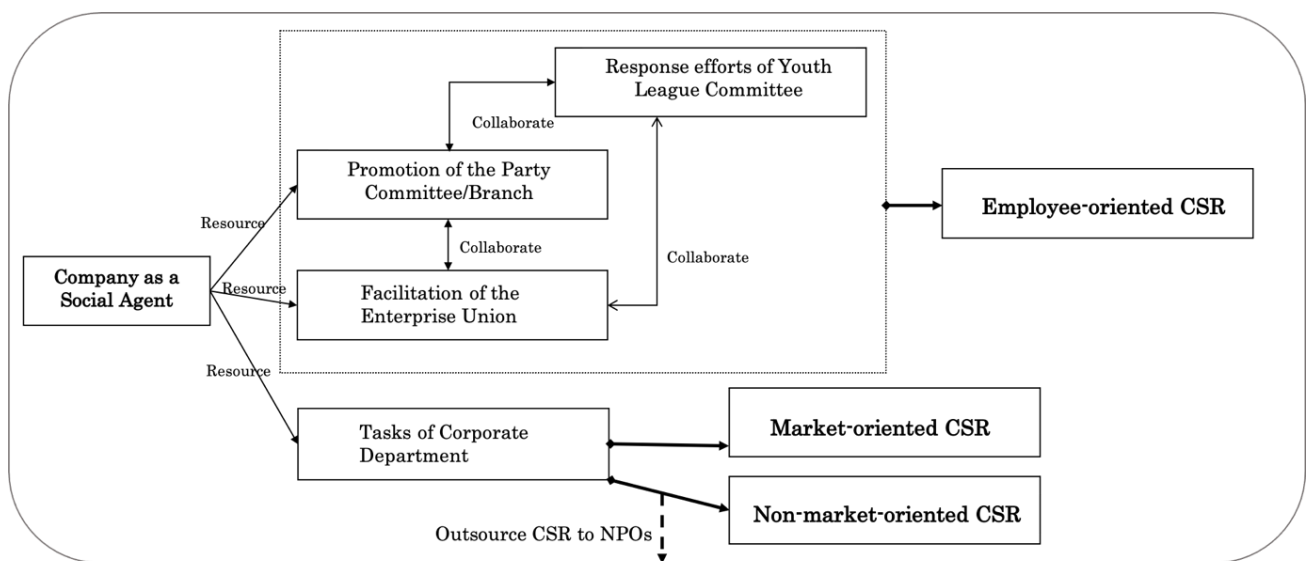 Response efforts of Youth
League Committee
Collaborate
Promotion of the Party
Committee/Branch
Resource
Employee-oriented CSR
Collaborate
Collaborate
Company as a
Social Agent
Resource
Facilitation of the
Enterprise Union
Resource
Tasks of Corporate
Department
Market-oriented CSR
Non-market-oriented CSR
Outsource CSR to NPOs